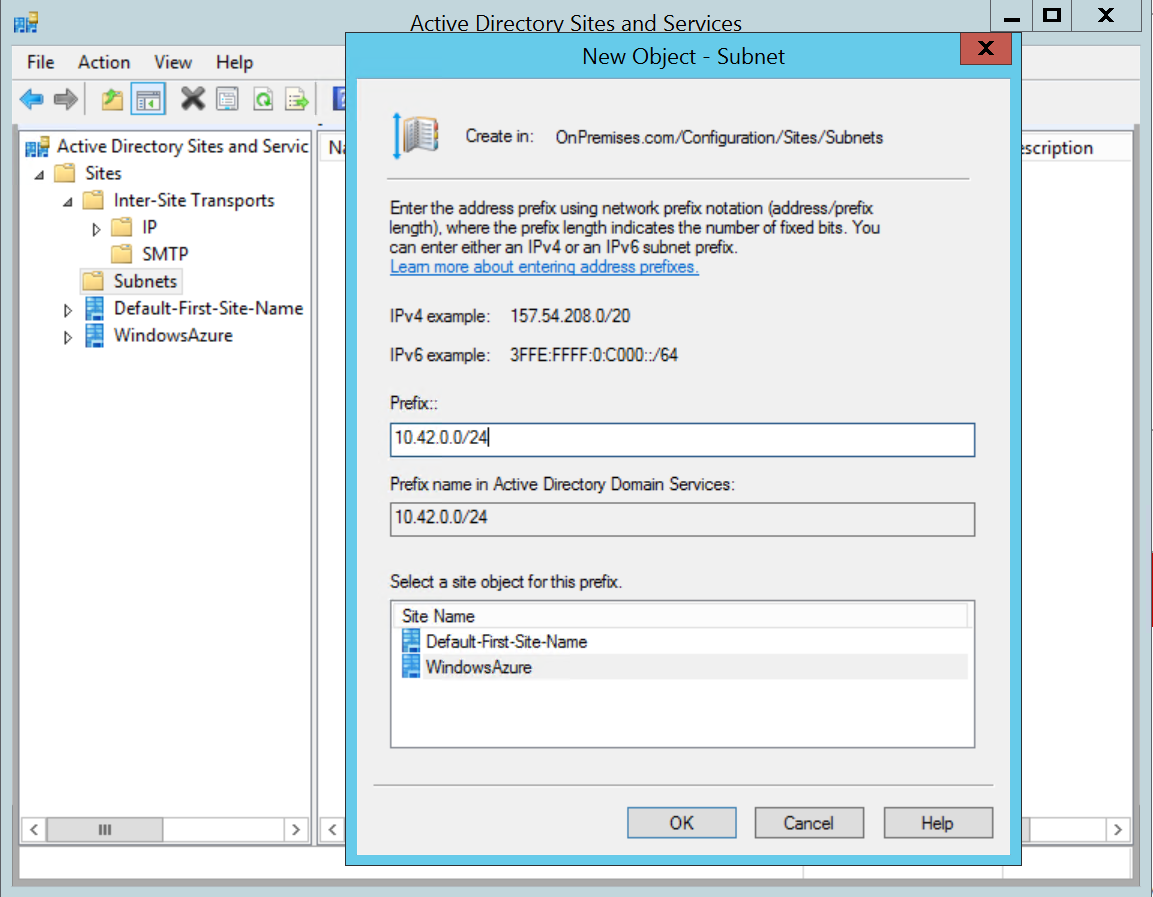 Active Directory Sites and Services
New Object - Subnet
File Action View Help
Active Directory Sites and Servic
Sites
Inter-Site Transports
IP
SMTP
Subnets
Default-First-Site-Name
WindowsAzure
Na
escription
Create in: OnPremises.com/Configuration/Sites/Subnets
Enter the address prefix using network prefix notation (address/prefix
length), where the prefix length indicates the number of fixed bits. You
can enter either an IPv4 or an IPv6 subnet prefix.
Learn more about entering address prefixes.
IPv4 example: 157.54.208.0/20
IPv6 example: 3FFE:FFFF:0:C000::/64
Prefix::
10.42.0.0/24
Prefix name in Active Directory Domain Services:
10.42.0.0/24
Select a site object for this prefix.
Site Name
Default-First-Site-Name
WindowsAzure
OK Cancel Help